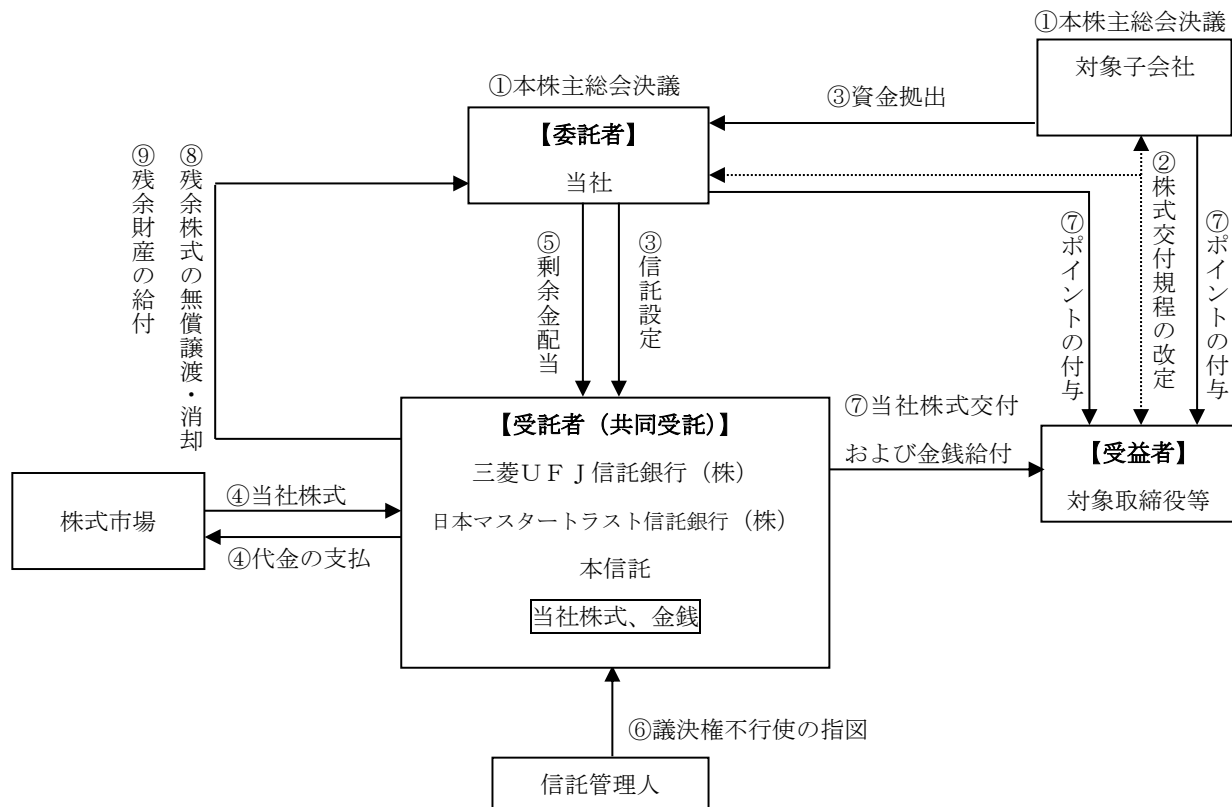 ①本株主総会決議
対象子会社
①本株主総会決議
③資金拠出
【委託者】
当社
⑨残余財産の給付
⑧残余株式の無償譲渡・消却
⑤剰余金配当
③信託設定
⑦ポイントの付与
②株式交付規程の改定
⑦ポイントの付与
【受託者（共同受託）】
三菱ＵＦＪ信託銀行（株）
日本マスタートラスト信託銀行（株）
本信託
当社株式、金銭
⑦当社株式交付
および金銭給付
【受益者】
対象取締役等
株式市場
④当社株式
④代金の支払
⑥議決権不行使の指図
信託管理人